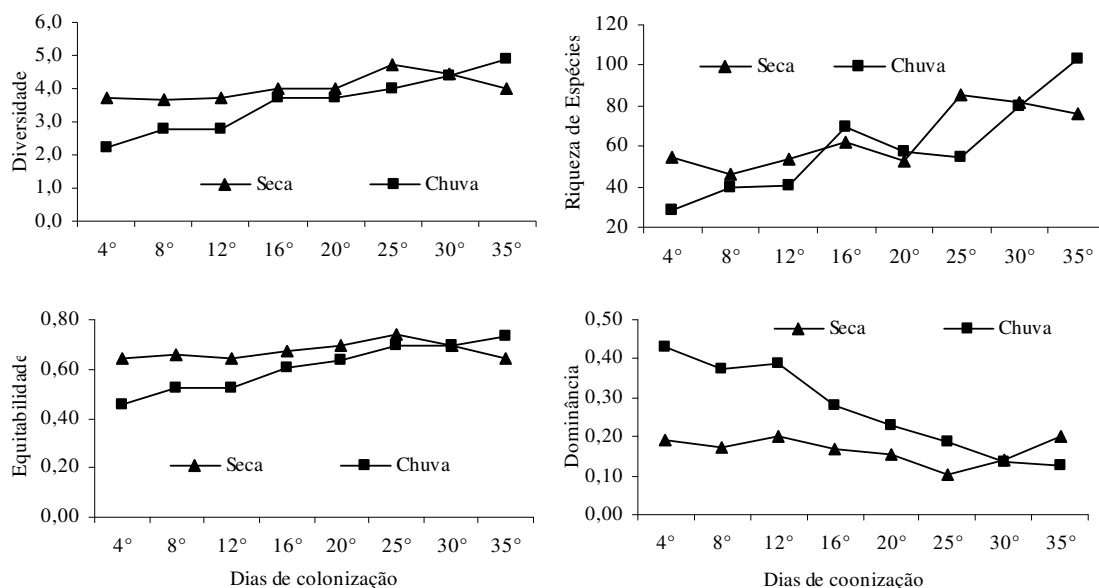 6,0
5,0
4,0
3,0
2,0
1,0
0,0
Diversidade
Seca
Chuva
4° 8° 12° 16° 20° 25° 30° 35°
120
100
80
60
40
20
Riqueza de Espécies
Seca
Chuva
4° 8° 12° 16° 20° 25° 30° 35°
0,80
0,60
0,40
0,20
0,00
Equitabilidade
Seca
Chuva
4° 8° 12° 16° 20° 25° 30° 35°
Dias de colonização
0,50
0,40
0,30
0,20
0,10
0,00
Dominância
Seca
Chuva
4° 8° 12° 16° 20° 25° 30° 35°
Dias de coonização